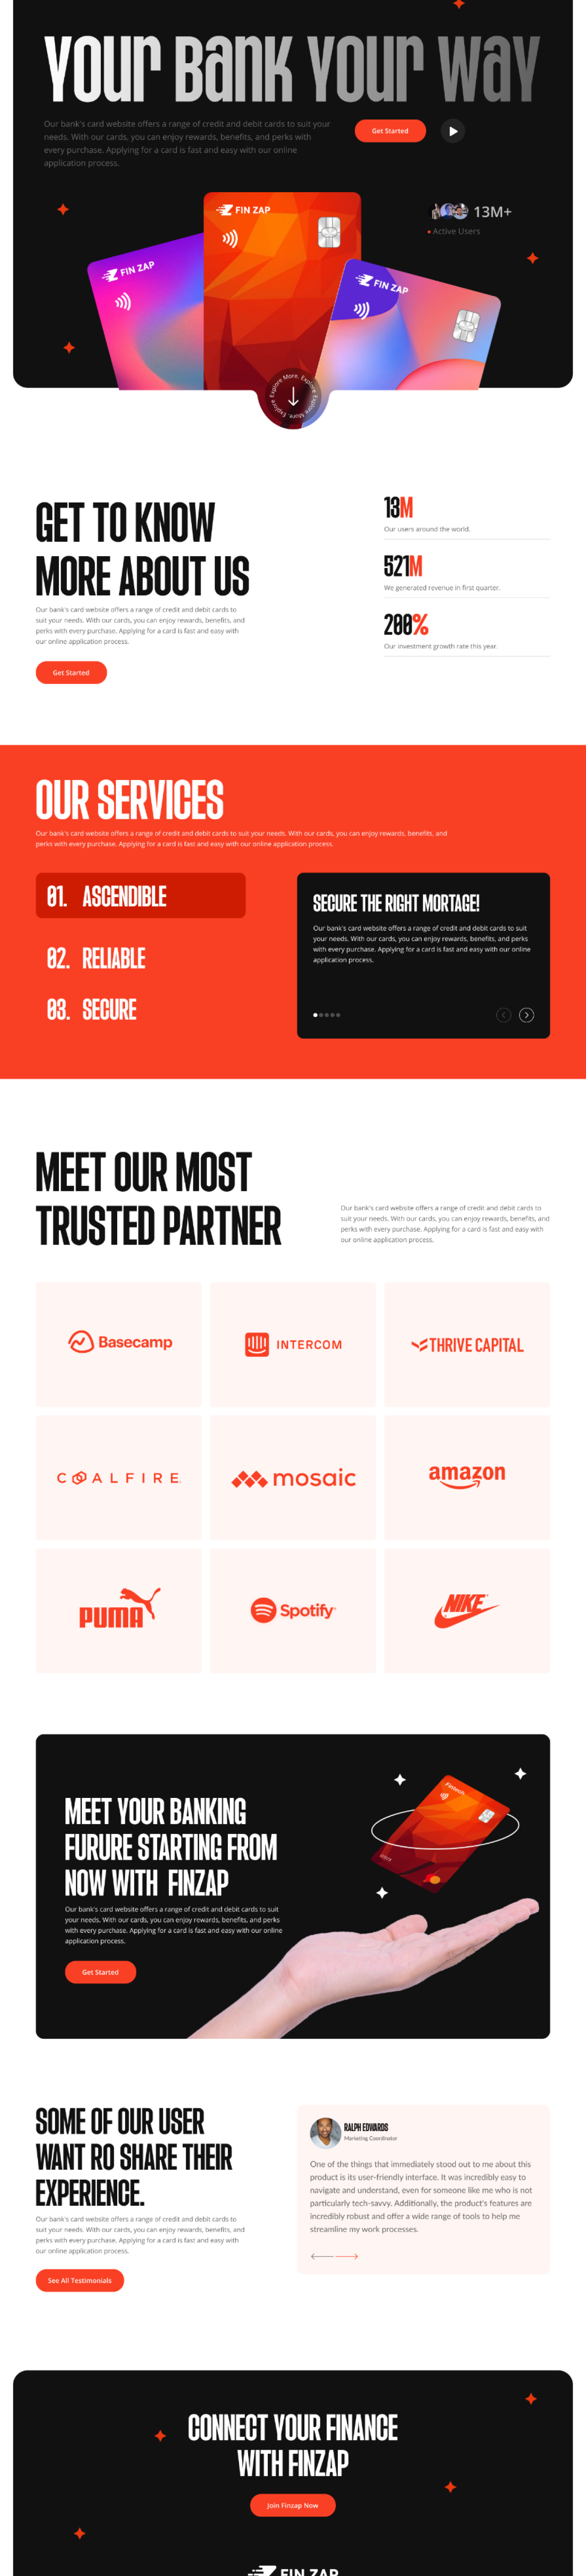 Your Bank Your Way
Our bank's card website offers a range of credit and debit cards to suit your
needs. With our cards, you can enjoy rewards, benefits, and perks with
every purchase. Applying for a card is fast and easy with our online
application process.
Get Started
FIN ZAP
FIN ZAP
FIN ZAP
13M+
Active Users
Explore More. Explore More. Explore
GET TO KNOW
MORE ABOUT US
Our bank's card website offers a range of credit and debit cards to
suit your needs. With our cards, you can enjoy rewards, benefits, and
perks with every purchase. Applying for a card is fast and easy with
our online application process.
Get Started
13M
Our users around the world.
521M
We generated revenue in first quarter.
200%
Our investment growth rate this year.
OUR SERVICES
Our bank's card website offers a range of credit and debit cards to suit your needs. With our cards, you can enjoy rewards, benefits, and
perks with every purchase. Applying for a card is fast and easy with our online application process.
01. ASCENDIBLE
02. RELIABLE
03. SECURE
SECURE THE RIGHT MORTAGE!
Our bank's card website offers a range of credit and debit cards to suit
your needs. With our cards, you can enjoy rewards, benefits, and perks
with every purchase. Applying for a card is fast and easy with our online
application process.
MEET OUR MOST
TRUSTED PARTNER
Our bank's card website offers a range of credit and debit cards to
suit your needs. With our cards, you can enjoy rewards, benefits, and
perks with every purchase. Applying for a card is fast and easy with
our online application process.
Basecamp
INTERCOM
THRIVE CAPITAL
COALFIRE
mosaic
amazon
PUMA
Spotify
NIKE
MEET YOUR BANKING
FURURE STARTING FROM
NOW WITH FINZAP
Our bank's card website offers a range of credit and debit cards to suit
your needs. With our cards, you can enjoy rewards, benefits, and perks
with every purchase. Applying for a card is fast and easy with our online
application process.
Get Started
Fintech.
SOME OF OUR USER
WANT RO SHARE THEIR
EXPERIENCE.
Our bank's card website offers a range of credit and debit cards to
suit your needs. With our cards, you can enjoy rewards, benefits, and
perks with every purchase. Applying for a card is fast and easy with
our online application process.
See All Testimonials
RALPH EDWARDS
Marketing Coordinator
One of the things that immediately stood out to me about this
product is its user-friendly interface. It was incredibly easy to
navigate and understand, even for someone like me who is not
particularly tech-savvy. Additionally, the product's features are
incredibly robust and offer a wide range of tools to help me
streamline my work processes.
CONNECT YOUR FINANCE
WITH FINZAP
Join Finzap Now
FIN ZAP